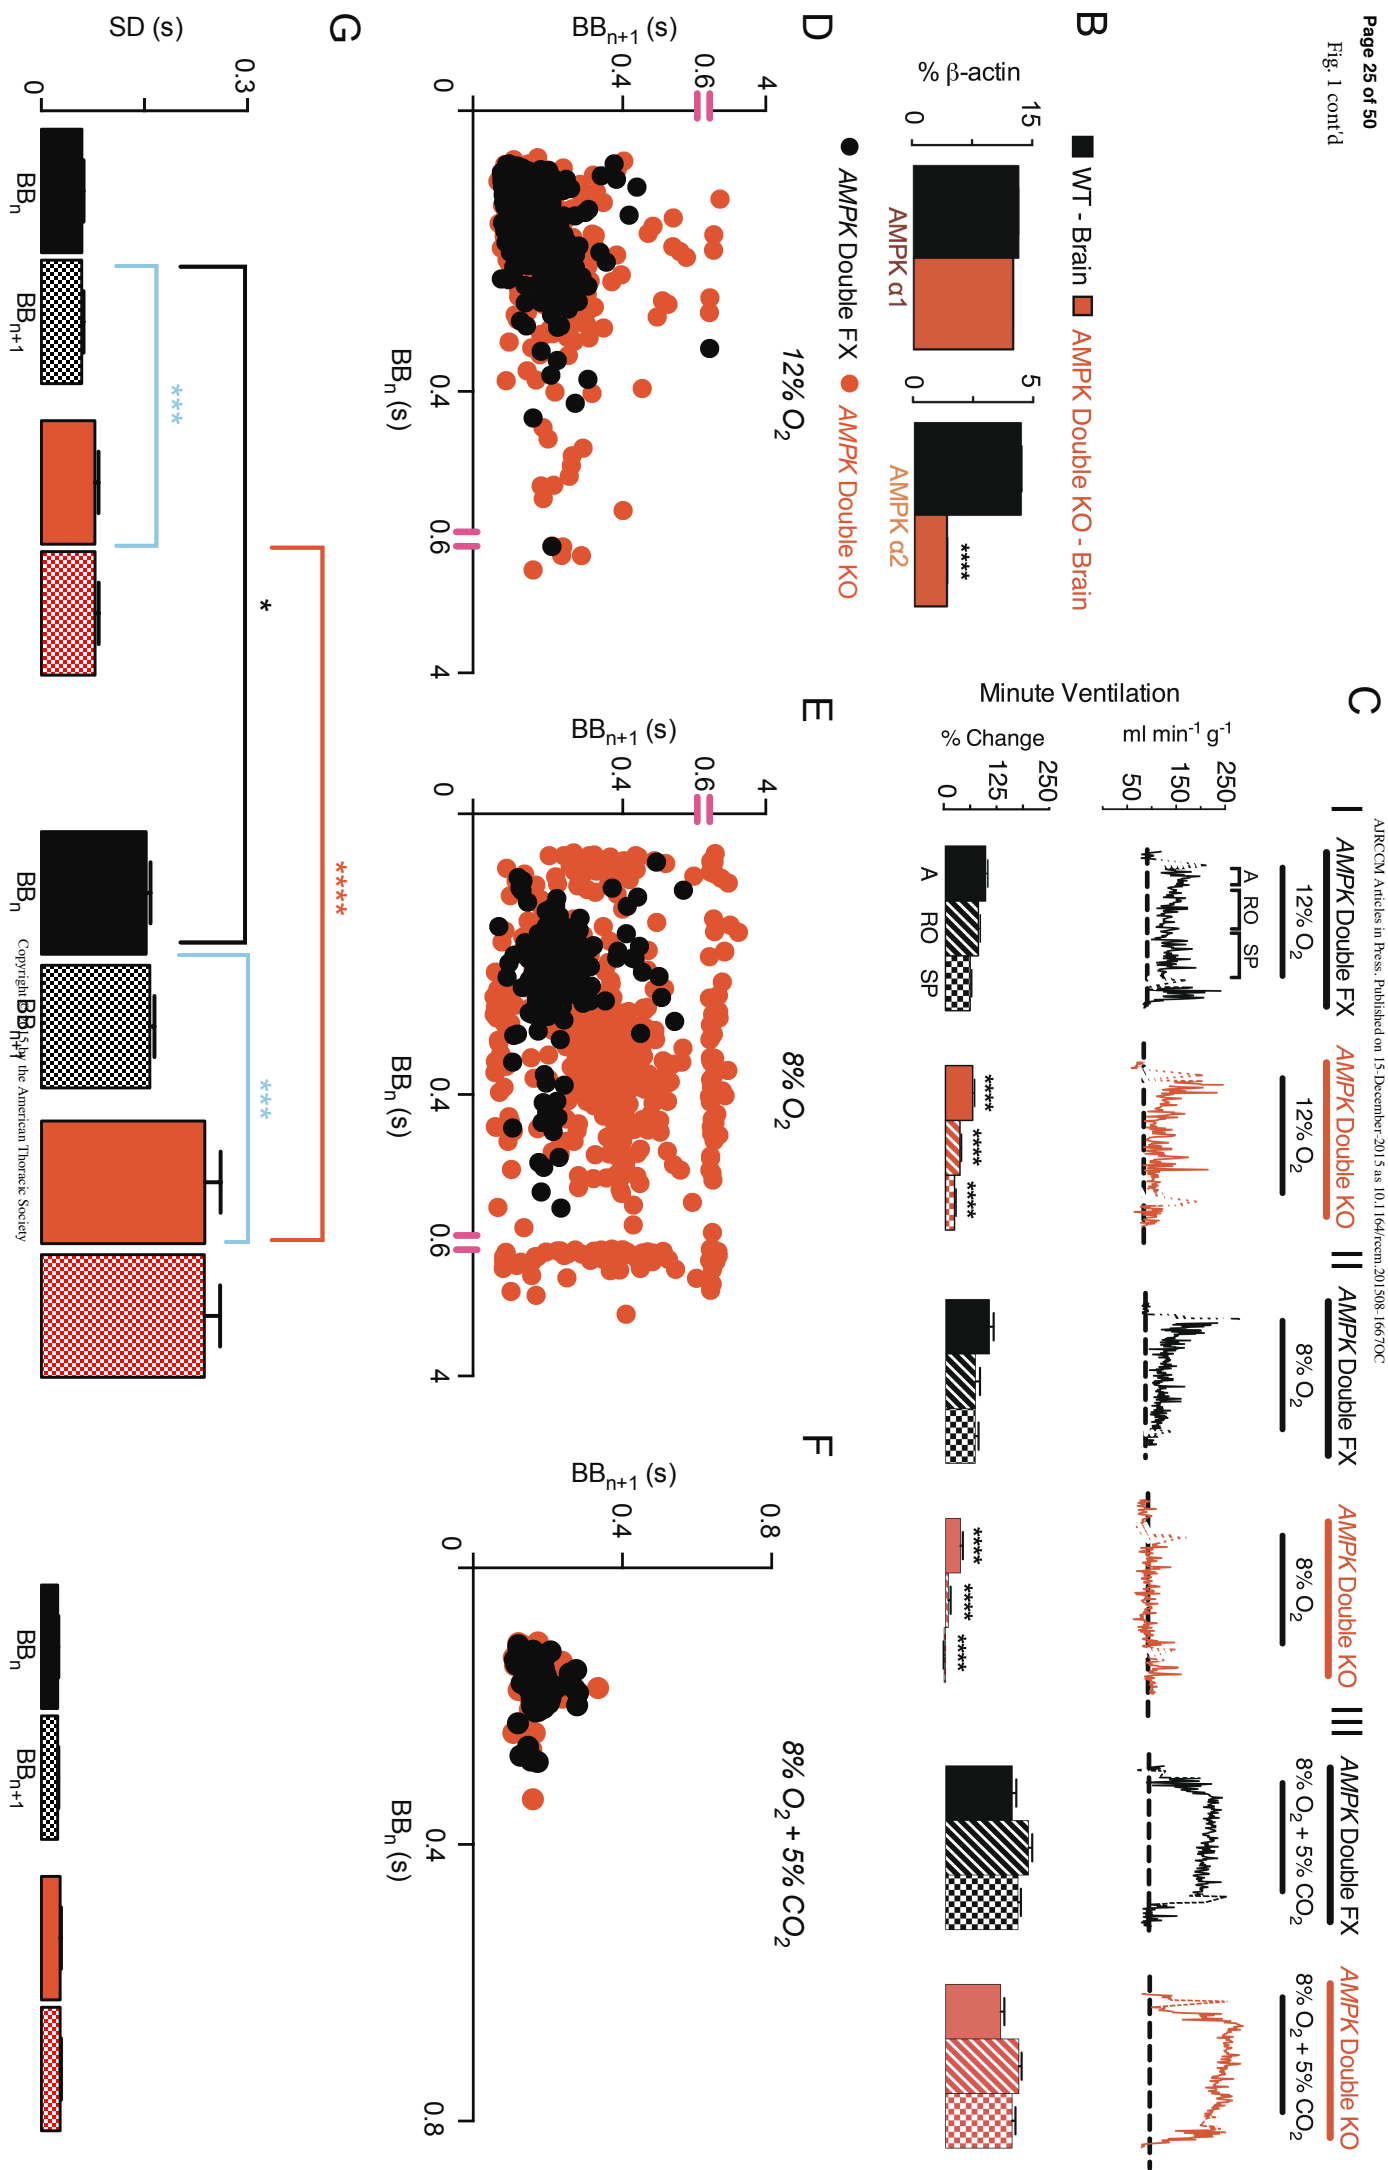 Page 25 of 50
AJRCCM Articles in Press. Published on 15-December-2015 as 10.1164/rccm.201508-1667OC
Fig. 1 cont'd
B
WT - Brain
AMPK Double KO - Brain
% β-actin
15
0
AMPK α1
5
0
****
AMPK α2
C
I
II
III
AMPK Double FX
AMPK Double KO
AMPK Double FX
AMPK Double KO
AMPK Double FX
AMPK Double KO
12% O2
12% O2
8% O2
8% O2
8% O2 + 5% CO2
8% O2 + 5% CO2
A RO SP
Minute Ventilation
ml min-1 g-1
250
150
50
% Change
250
125
0
**** **** ****
**** **** ****
A RO SP
AMPK Double FX
AMPK Double KO
D
12% O2
BBn+1 (s)
4
0.6
0.4
0
0.4
0.6
4
BBn (s)
E
8% O2
BBn+1 (s)
4
0.6
0.4
0
0.4
0.6
4
BBn (s)
F
8% O2 + 5% CO2
BBn+1 (s)
0.8
0.4
0
0.4
0.8
BBn (s)
G
SD (s)
0.3
0
****
*
***
***
BBn
BBn+1
BBn
BBn+1
BBn
BBn+1
by the American Thoracic Society